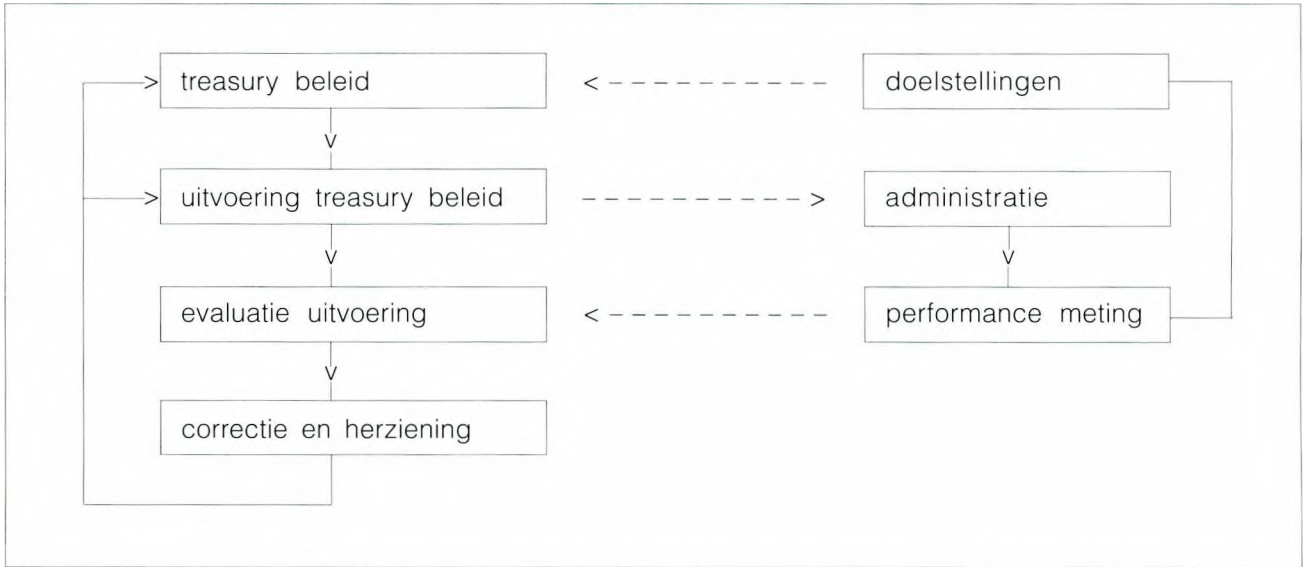 treasury beleid
doelstellingen
uitvoering treasury beleid
administratie
evaluatie uitvoering
performance meting
correctie en herziening